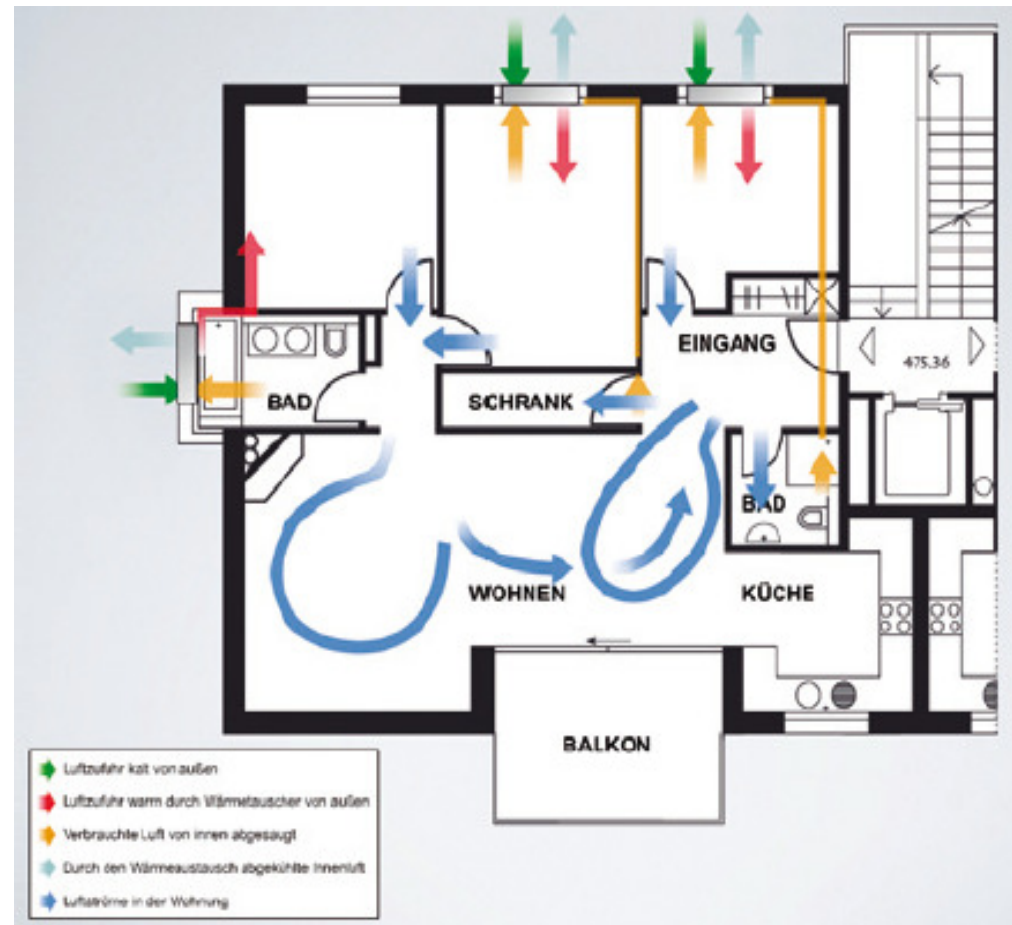 EINGANG
475.36
BAD
SCHRANK
BAD
WOHNEN
KÜCHE
BALKON
Luftzufuhr kalt von außen
Luftzufuhr warm durch Wärmetauscher von außen
Verbrauchte Luft von innen abgesaugt
Durch den Wärmeaustausch abgekühlte Innenluft
Luftströme in der Wohnung